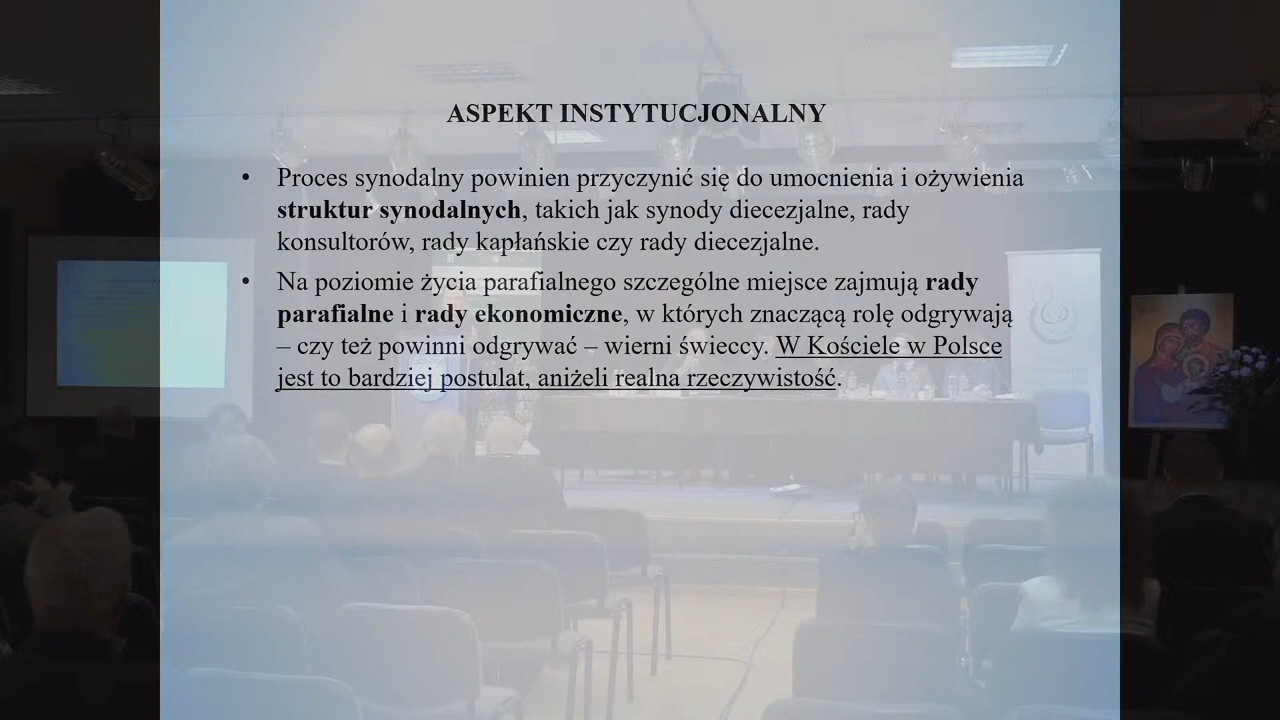 ASPEKT INSTYTUCJONALNY
• Proces synodalny powinien przyczynić się do umocnienia i ożywienia
struktur synodalnych, takich jak synody diecezjalne, rady
konsultorów, rady kapłańskie czy rady diecezjalne.
• Na poziomie życia parafialnego szczególne miejsce zajmują rady
parafialne i rady ekonomiczne, w których znaczącą rolę odgrywają
– czy też powinni odgrywać – wierni świeccy. W Kościele w Polsce
jest to bardziej postulat, aniżeli realna rzeczywistość.